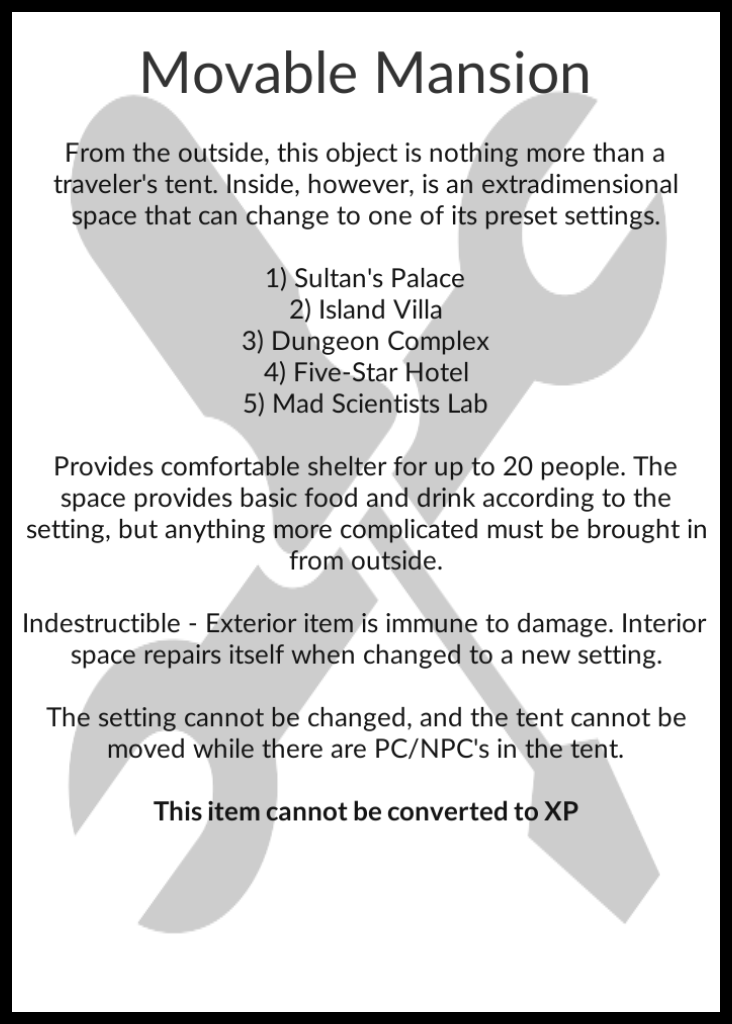 Movable Mansion
From the outside, this object is nothing more than a
traveler's tent. Inside, however, is an extradimensional
space that can change to one of its preset settings.
1) Sultan's Palace
2) Island Villa
3) Dungeon Complex
4) Five-Star Hotel
5) Mad Scientists Lab
Provides comfortable shelter for up to 20 people. The
space provides basic food and drink according to the
setting, but anything more complicated must be brought in
from outside.
Indestructible - Exterior item is immune to damage. Interior
space repairs itself when changed to a new setting.
The setting cannot be changed, and the tent cannot be
moved while there are PC/NPC's in the tent.
This item cannot be converted to XP